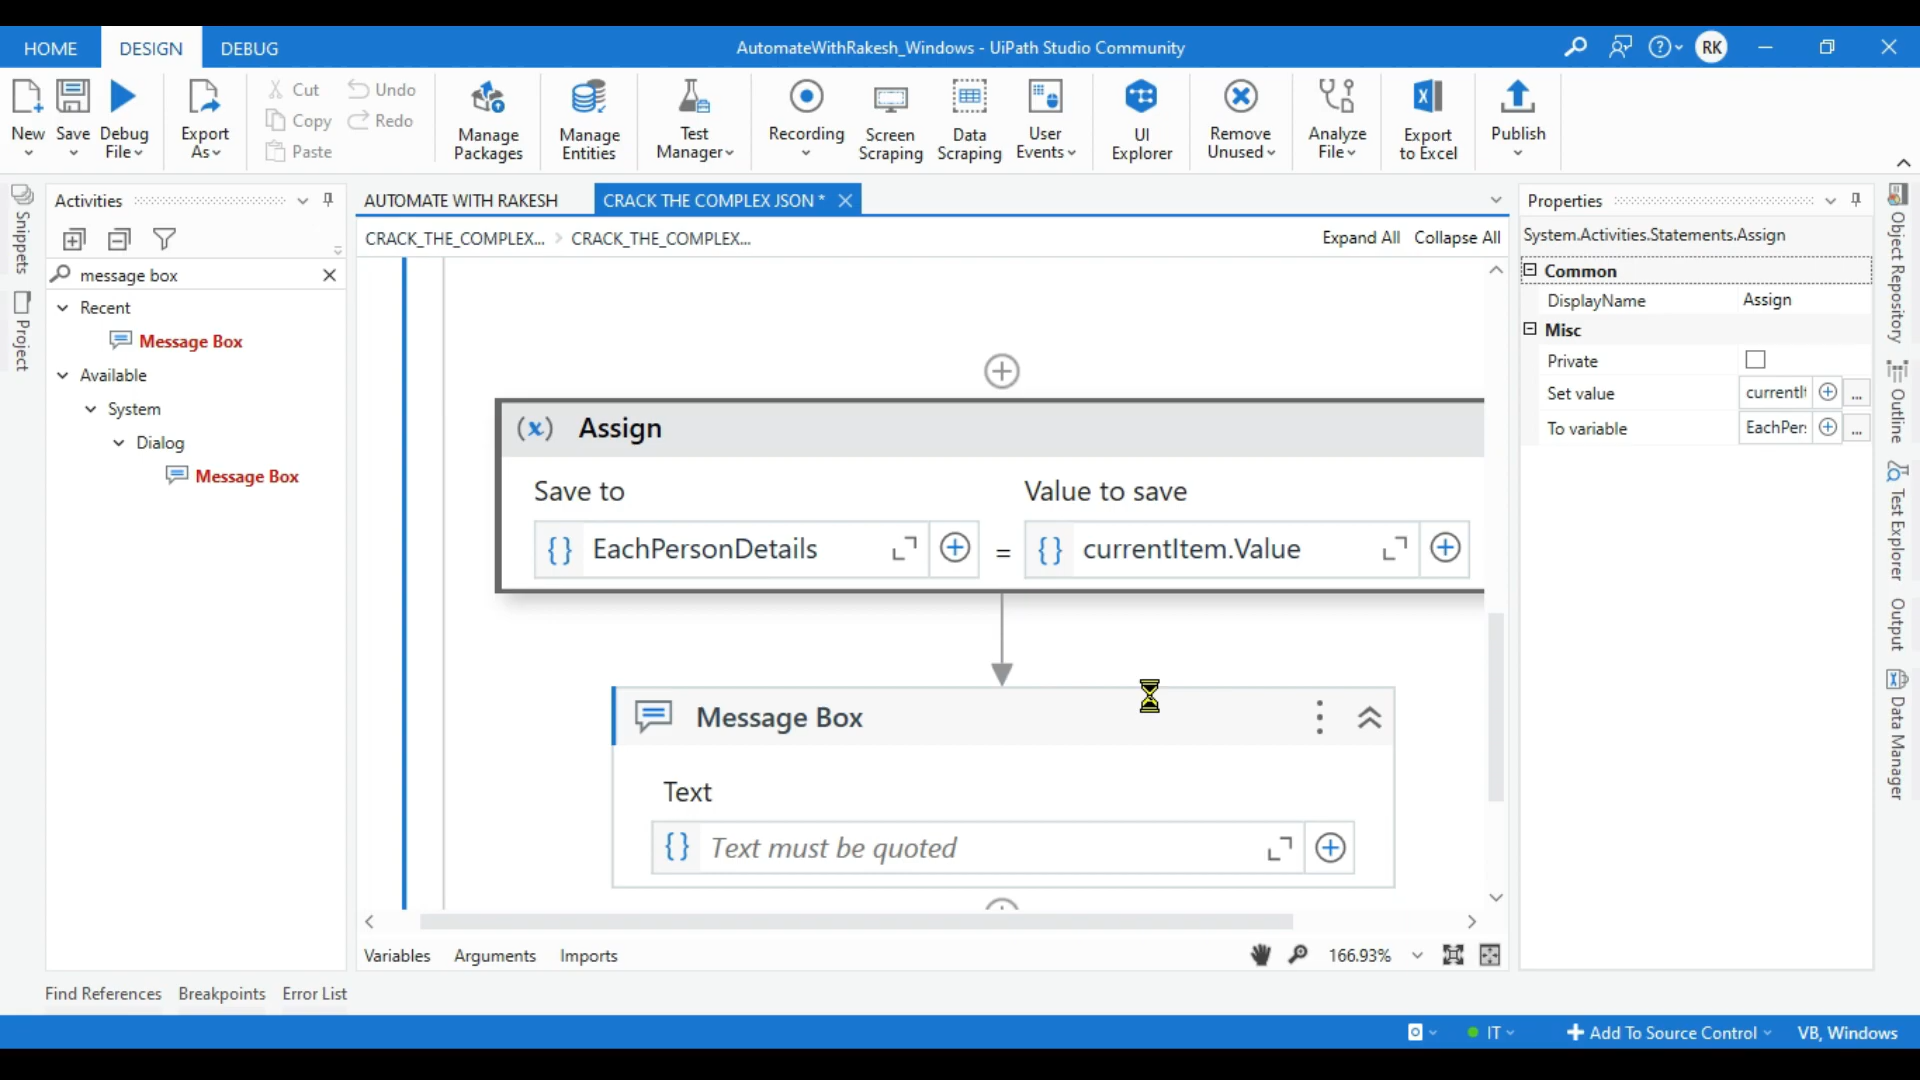 HOME DESIGN DEBUG AutomateWithRakesh_Windows - UiPath Studio Community RK
New Save Debug File Export As Cut Copy Paste Undo Redo Manage Packages Manage Entities Test Manager Recording Screen Scraping Data Scraping User Events UI Explorer Remove Unused Analyze File Export to Excel Publish
Snippets
Project
Activities
message box
Recent
Message Box
Available
System
Dialog
Message Box
AUTOMATE WITH RAKESH CRACK THE COMPLEX JSON *
CRACK_THE_COMPLEX... > CRACK_THE_COMPLEX... Expand All Collapse All
(x) Assign
Save to Value to save
{} EachPersonDetails = {} currentItem.Value
Message Box
Text
{} Text must be quoted
Variables Arguments Imports 166.93%
Properties
System.Activities.Statements.Assign
Common
DisplayName Assign
Misc
Private
Set value currentIt ...
To variable EachPer: ...
Object Repository
Outline
Test Explorer
Output
Data Manager
Find References Breakpoints Error List
IT Add To Source Control VB, Windows